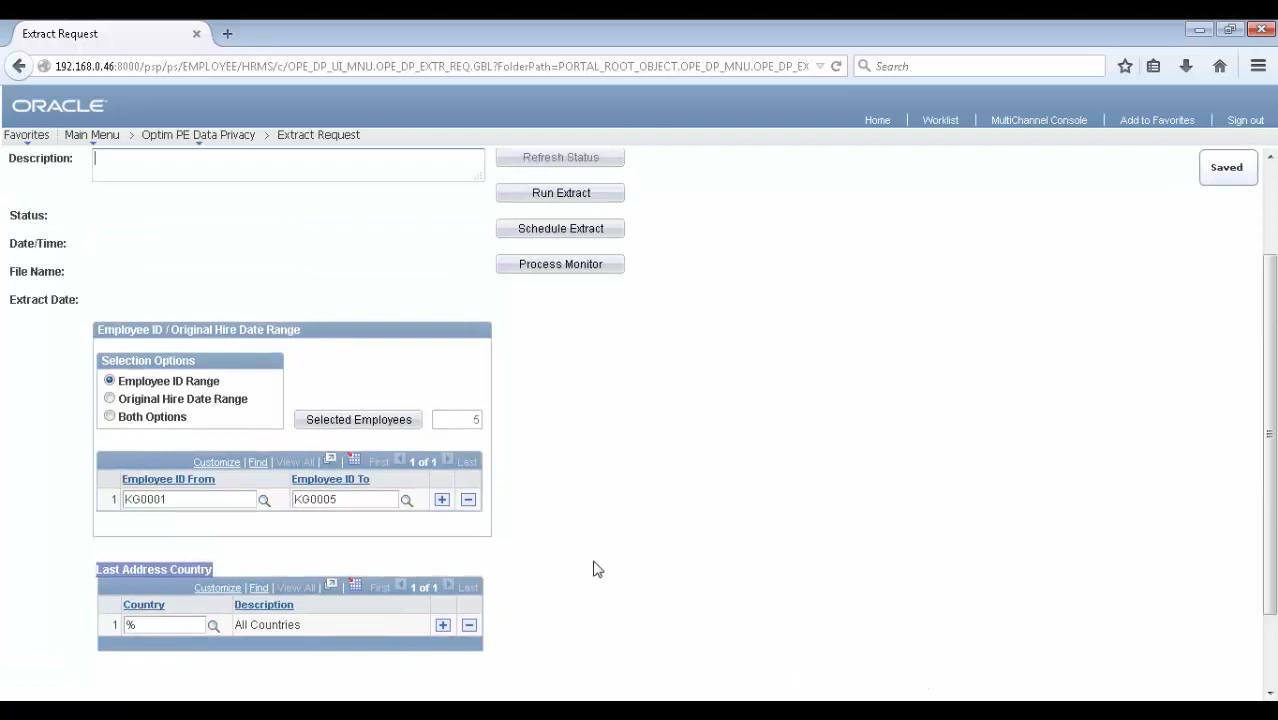 Extract Request
192.168.0.46:8000/psp/ps/EMPLOYEE/HRMS/c/OPE_DP_UI_MNU.OPE_DP_EXTR_REQ.GBL?FolderPath=PORTAL_ROOT_OBJECT.OPE_DP_MNU.OPE_DP_EX
Search
ORACLE
Home | Worklist | MultiChannel Console | Add to Favorites | Sign out
Favorites Main Menu > Optim PE Data Privacy > Extract Request
Description:
Refresh Status
Saved
Run Extract
Status:
Schedule Extract
Date/Time:
Process Monitor
File Name:
Extract Date:
Employee ID / Original Hire Date Range
Selection Options
Employee ID Range
Original Hire Date Range
Both Options
Selected Employees 5
Customize | Find | View All | First 1 of 1 Last
Employee ID From Employee ID To
1 KG0001 KG0005
Last Address Country
Customize | Find | View All | First 1 of 1 Last
Country Description
1 % All Countries